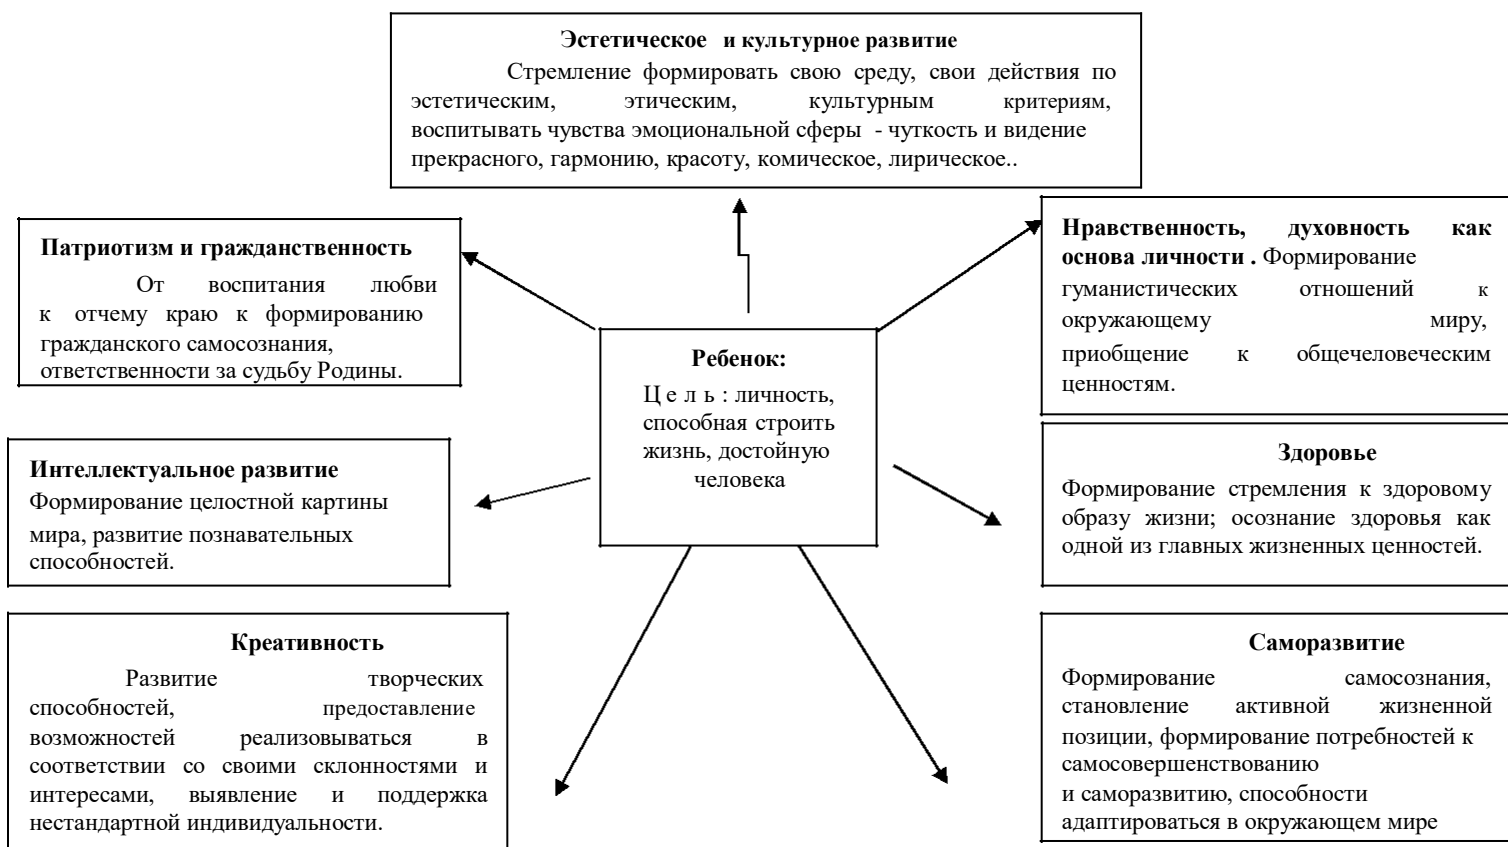 Эстетическое и культурное развитие
Стремление формировать свою среду, свои действия по
эстетическим, этическим, культурным критериям,
воспитывать чувства эмоциональной сферы - чуткость и видение
прекрасного, гармонию, красоту, комическое, лирическое..
Патриотизм и гражданственность
От воспитания любви
к отчему краю к формированию
гражданского самосознания,
ответственности за судьбу Родины.
Нравственность, духовность как
основа личности . Формирование
гуманистических отношений к
окружающему миру,
приобщение к общечеловеческим
ценностям.
Ребенок:
Ц е л ь : личность,
способная строить
жизнь, достойную
человека
Интеллектуальное развитие
Формирование целостной картины
мира, развитие познавательных
способностей.
Здоровье
Формирование стремления к здоровому
образу жизни; осознание здоровья как
одной из главных жизненных ценностей.
Креативность
Развитие творческих
способностей, предоставление
возможностей реализовываться в
соответствии со своими склонностями и
интересами, выявление и поддержка
нестандартной индивидуальности.
Саморазвитие
Формирование самосознания,
становление активной жизненной
позиции, формирование потребностей к
самосовершенствованию
и саморазвитию, способности
адаптироваться в окружающем мире